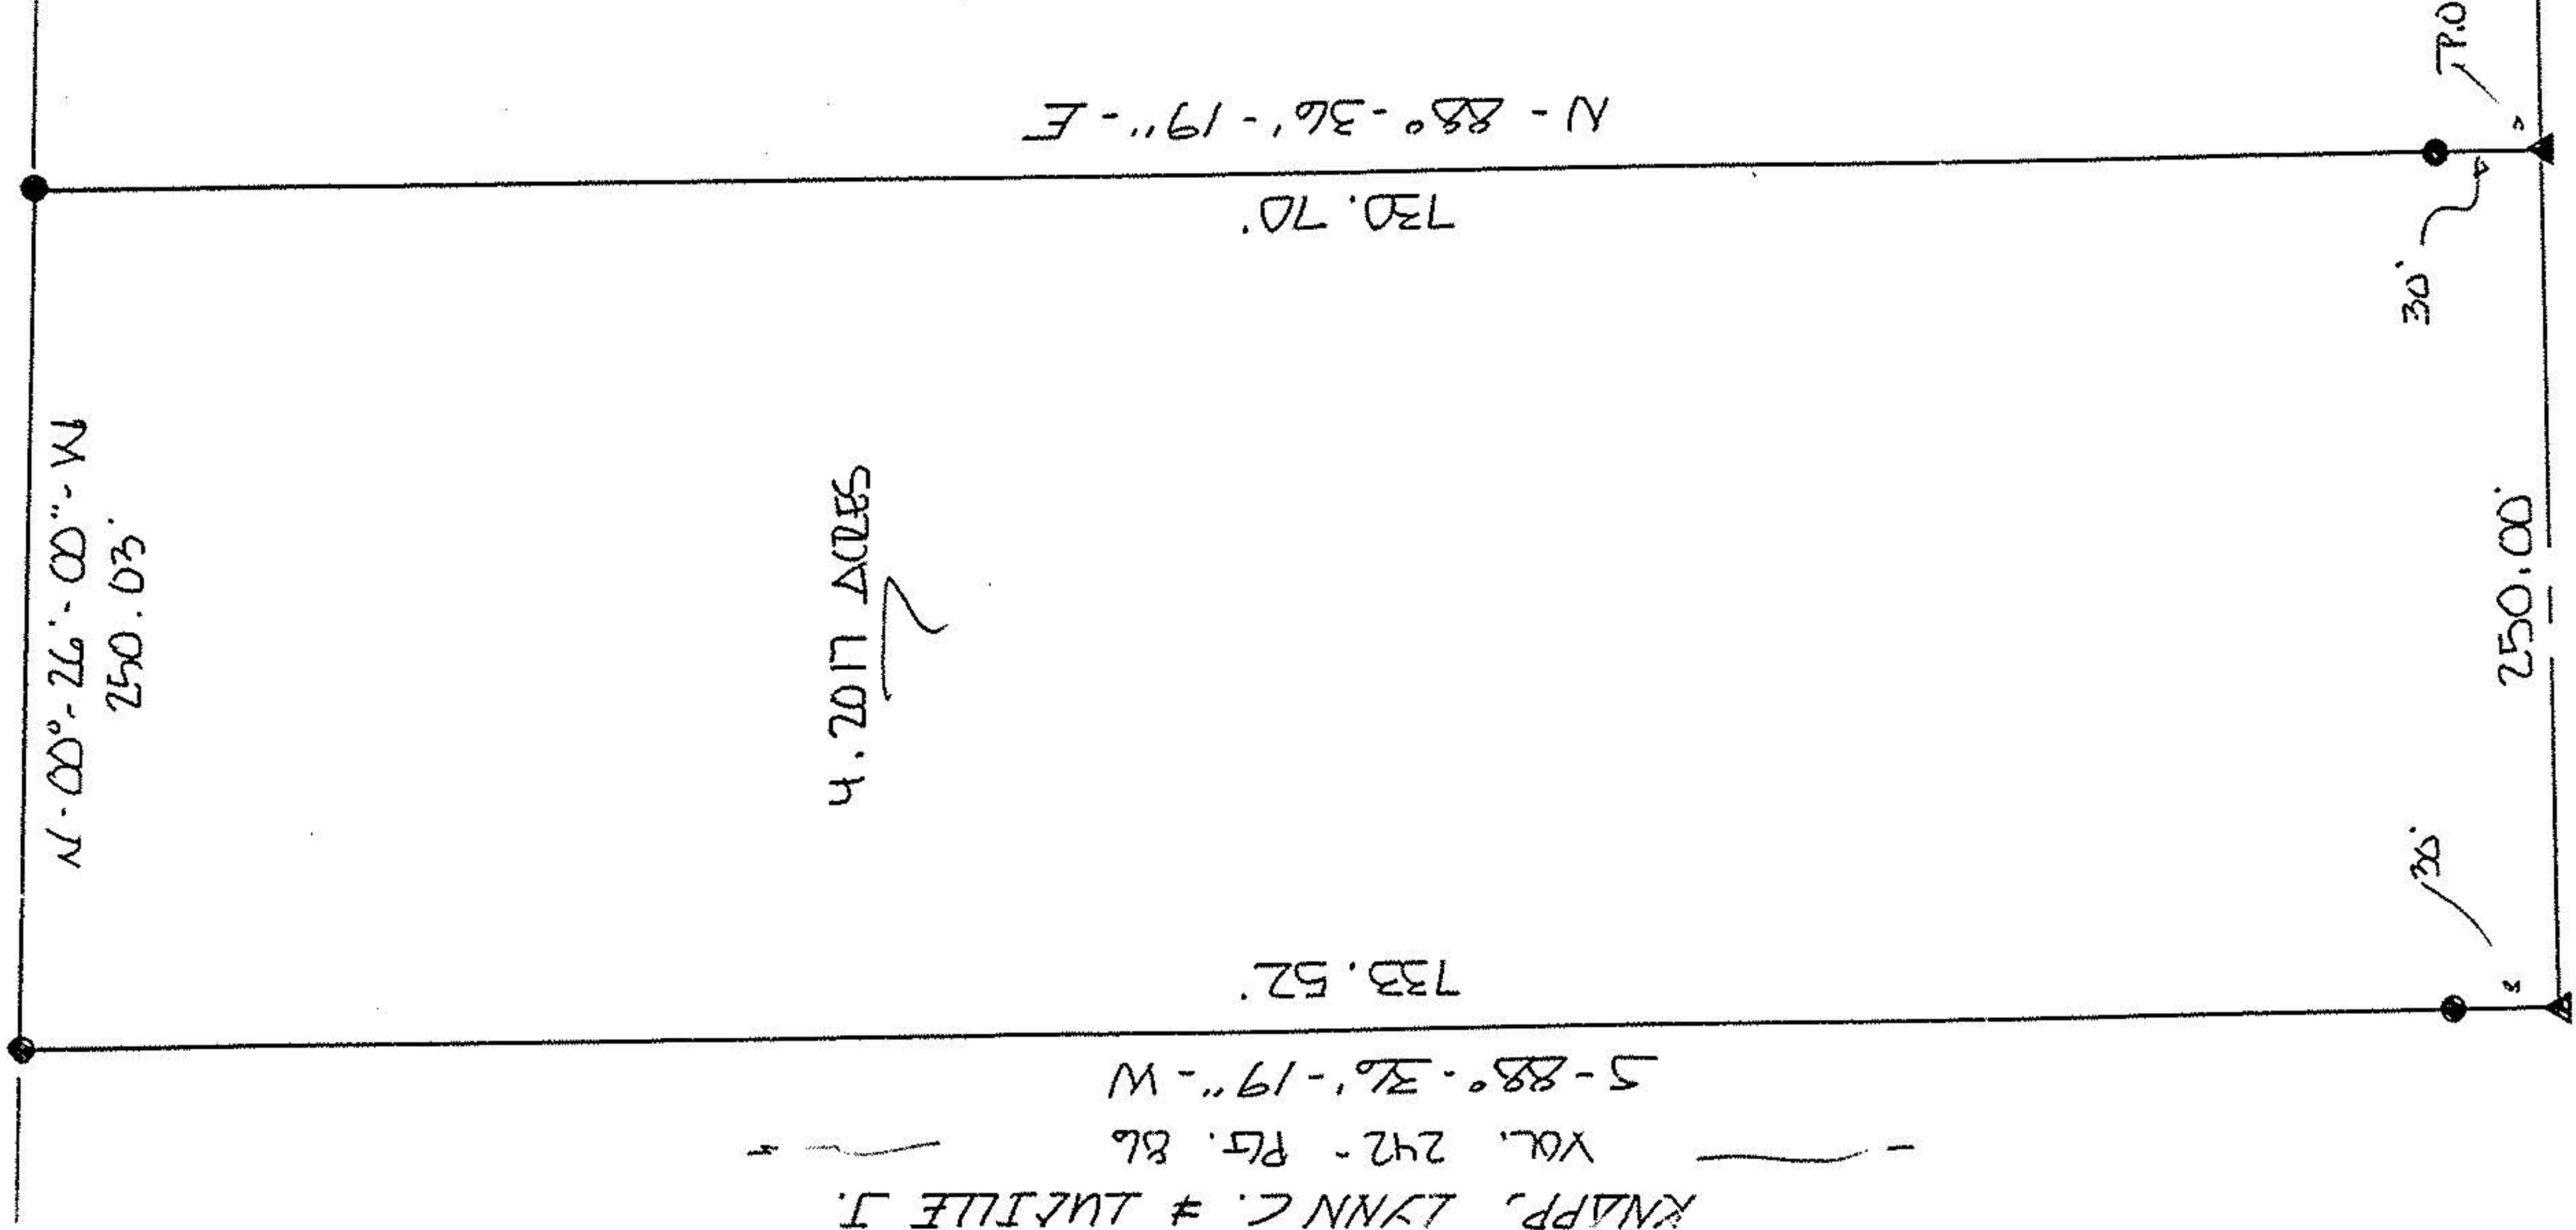 N - 88° - 36' - 19" - E
730.70'
T.P.O
30'
N - 00° - 26' - 00" - W
250.03'
4.2017 ACRES
250.00'
30'
733.52'
S - 88° - 36' - 19" - W
VOL. 242 - PG. 86
KNAPP, LYNN C. & LUCILLE J.